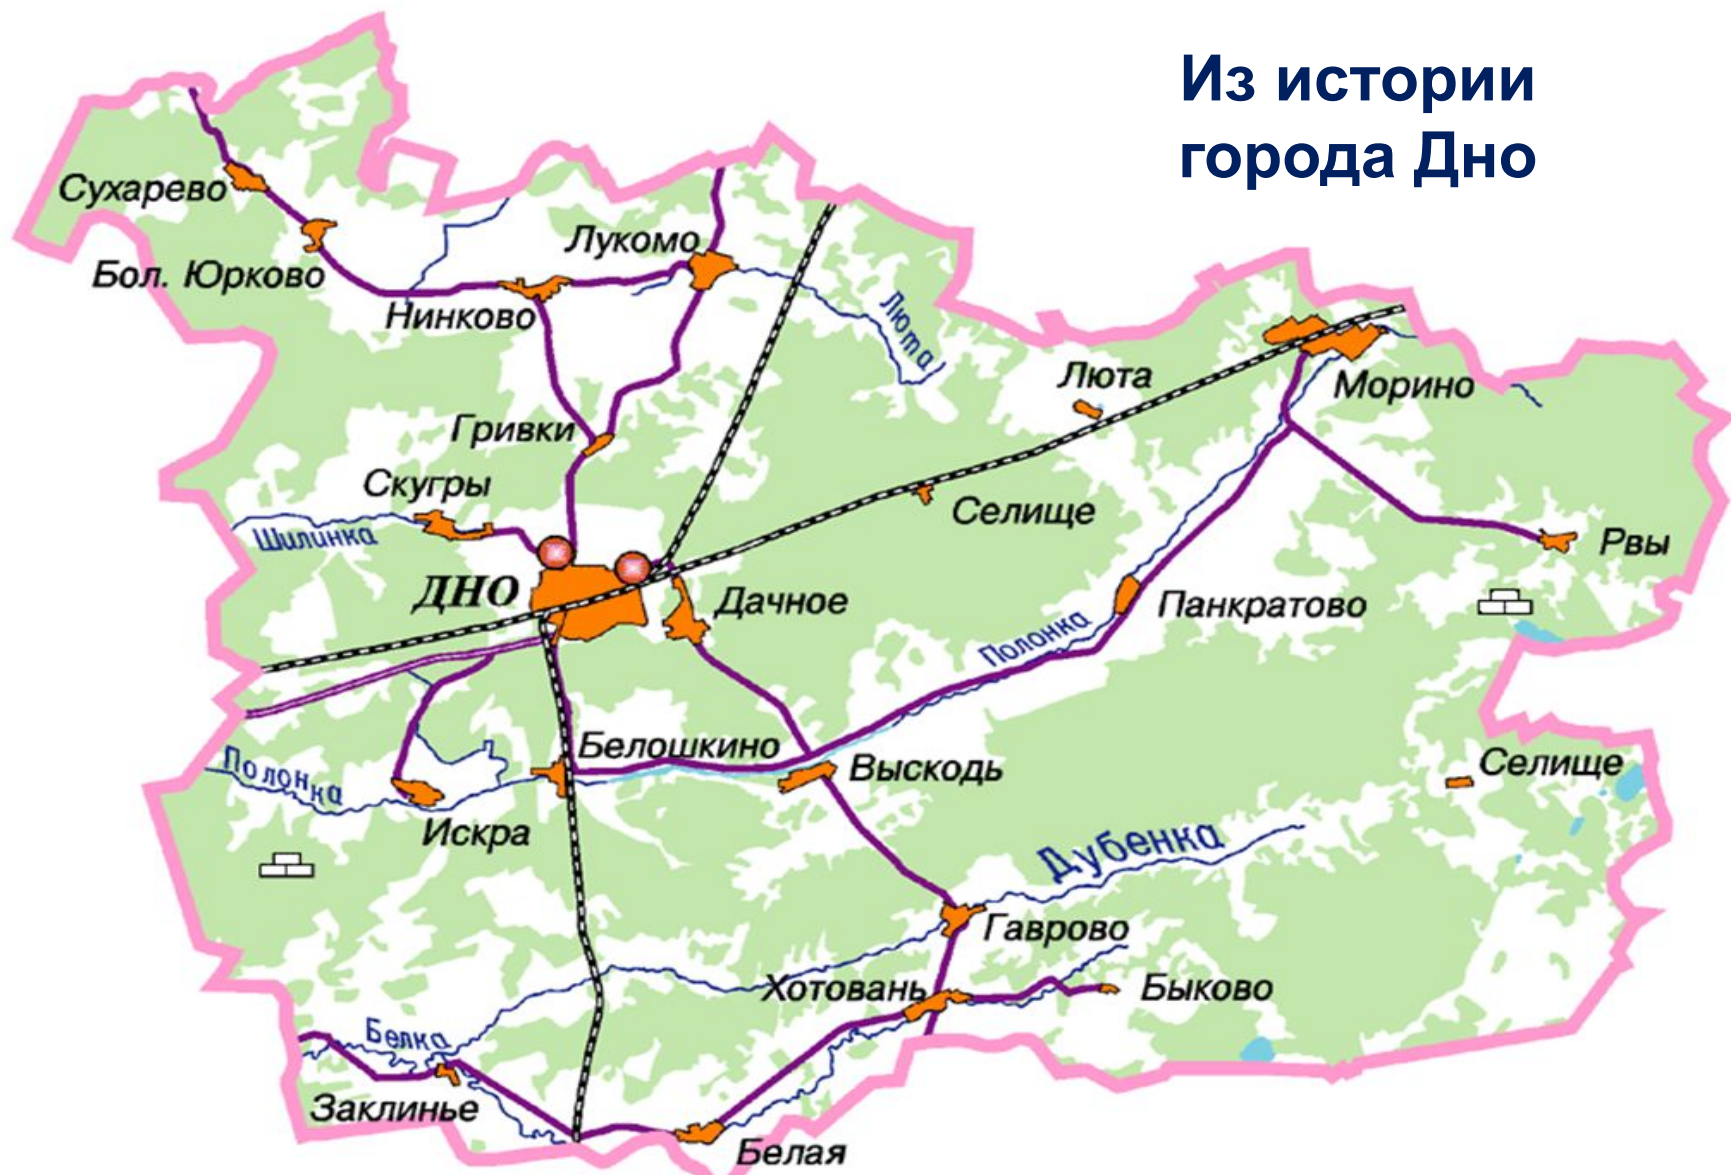 Из истории
города Дно
Сухарево
Бол. Юрково
Нинково
Лукомо
Люта
Люта
Морино
Гривки
Скугры
Шилинка
Селище
Рвы
ДНО
Дачное
Панкратово
Полонка
Белошкино
Выскодь
Селище
Полонка
Искра
Дубенка
Гаврово
Хотовань
Быково
Белка
Заклинье
Белая